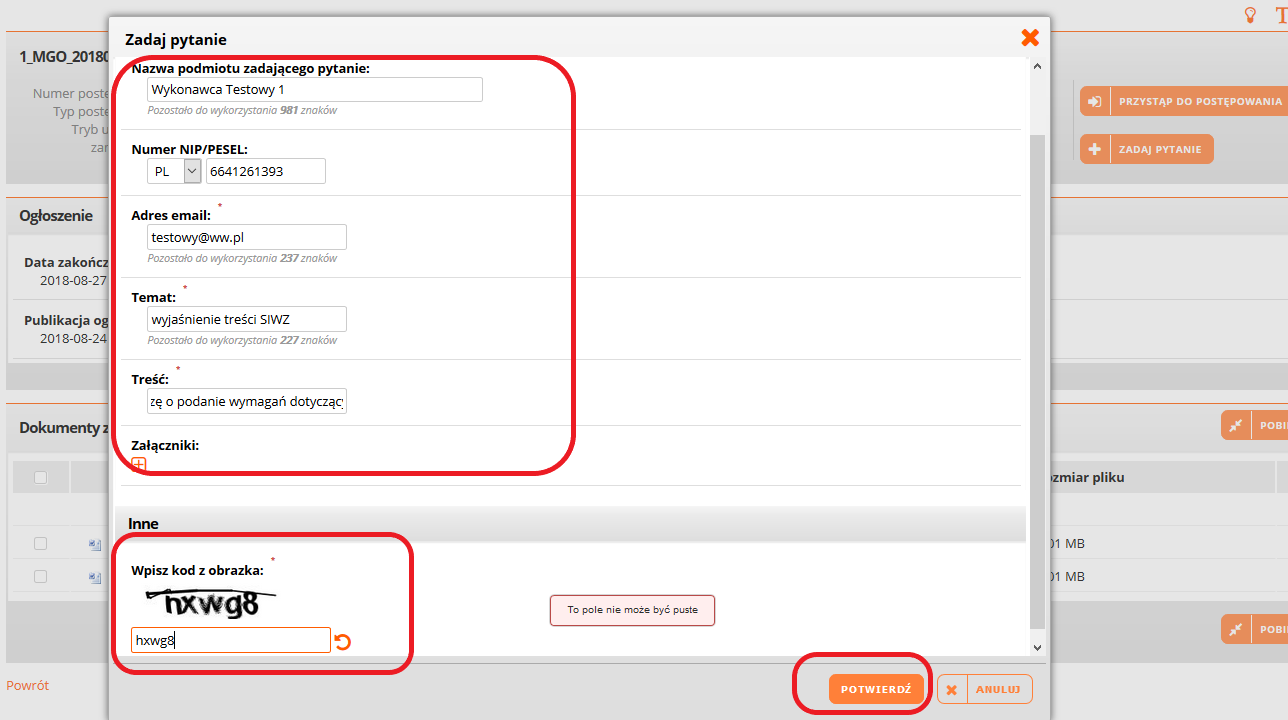 T
Zadaj pytanie
1_MGO_20180
Nazwa podmiotu zadającego pytanie:
Wykonawca Testowy 1
Pozostało do wykorzystania 981 znaków
Numer poste
Typ poste
Tryb u
zar
PRZYSTĄP DO POSTĘPOWANIA
ZADAJ PYTANIE
Numer NIP/PESEL:
PL
6641261393
Adres email: *
testowy@ww.pl
Pozostało do wykorzystania 237 znaków
Ogłoszenie
Data zakończ
2018-08-27
Publikacja og
2018-08-24
Temat: *
wyjaśnienie treści SIWZ
Pozostało do wykorzystania 227 znaków
Treść: *
zę o podanie wymagań dotycząc
Załączniki:
Dokumenty z
POBI
ozmiar pliku
01 MB
01 MB
Inne
Wpisz kod z obrazka: *
hxwg8
hxwg8
To pole nie może być puste
POBI
POTWIERDŹ
ANULUJ
Powrót